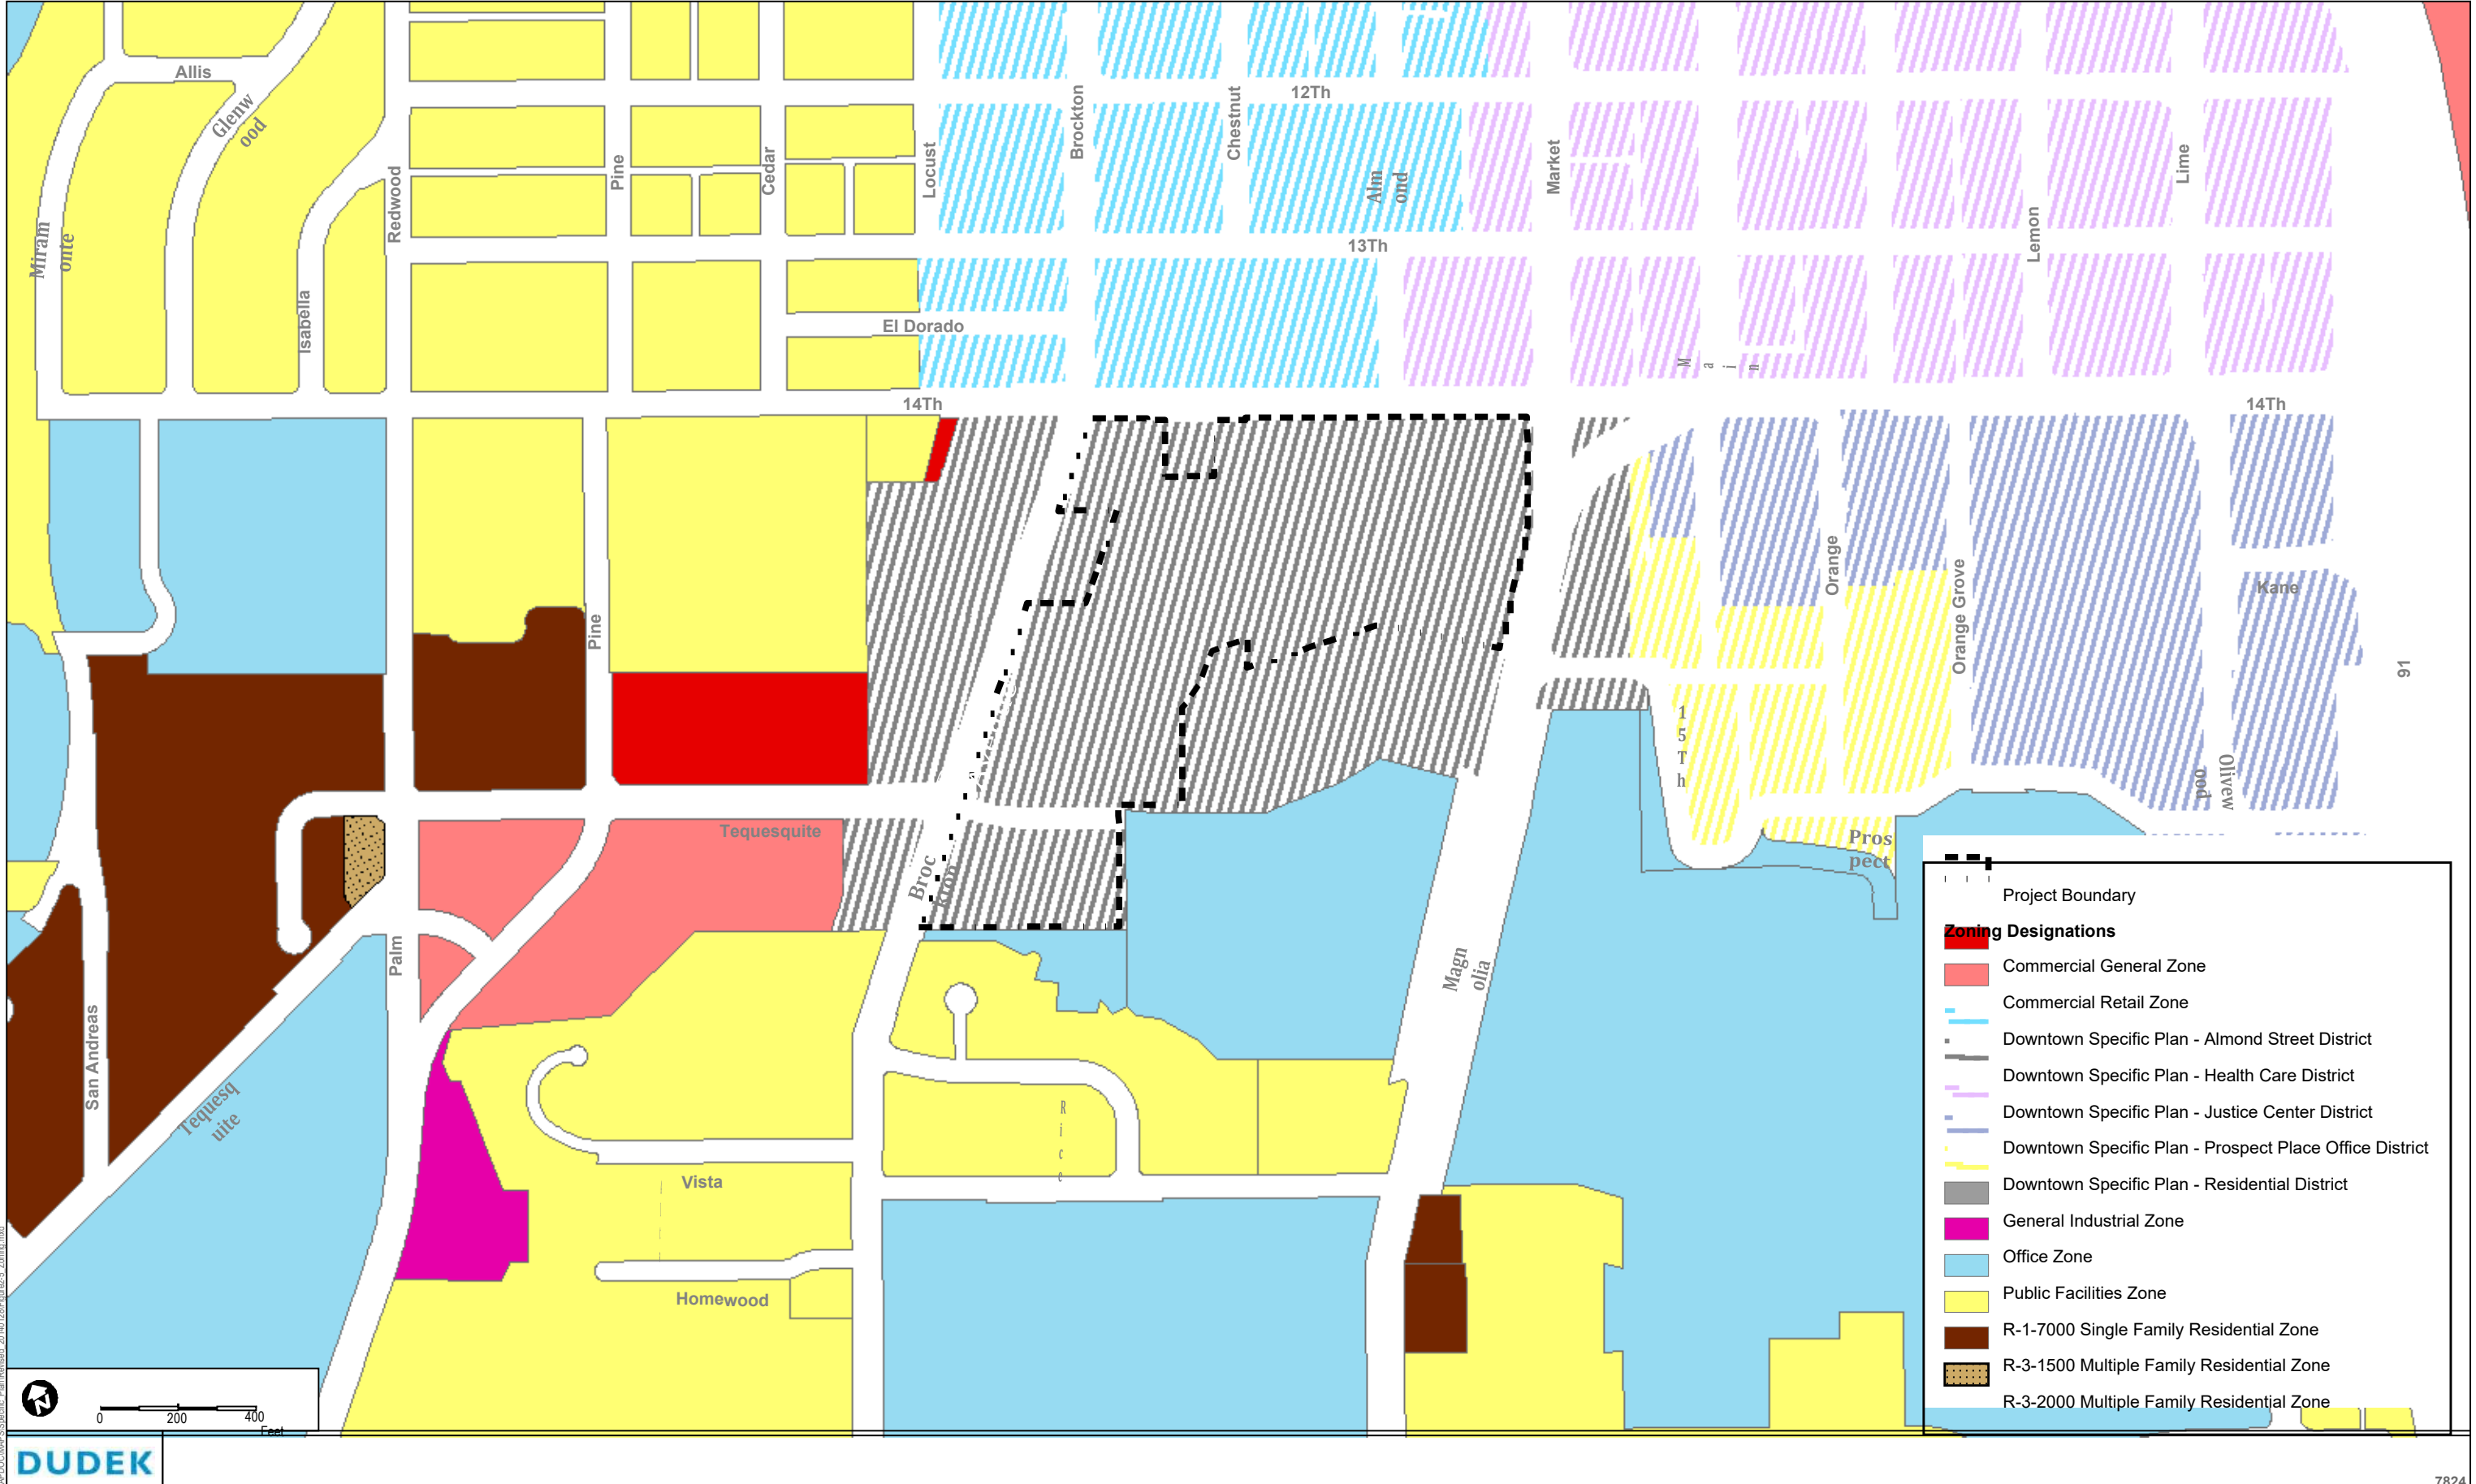 Allis
Glenw
ood
Miram
onite
Isabella
Redwood
Pine
Cedar
Locust
Brockton
Chestnut
12Th
Alm
ond
Market
Lime
Lemon
13Th
El Dorado
M
a
i
n
14Th
14Th
Orange
Orange Grove
Kane
91
Pine
1
5
T
h
Olivew
ood
Tequesquite
Broc
kton
Pros
pect
Palm
Magn
olia
San Andreas
Tequesq
uite
R
i
c
e
Vista
Homewood
Project Boundary
Zoning Designations
Commercial General Zone
Commercial Retail Zone
Downtown Specific Plan - Almond Street District
Downtown Specific Plan - Health Care District
Downtown Specific Plan - Justice Center District
Downtown Specific Plan - Prospect Place Office District
Downtown Specific Plan - Residential District
General Industrial Zone
Office Zone
Public Facilities Zone
R-1-7000 Single Family Residential Zone
R-3-1500 Multiple Family Residential Zone
R-3-2000 Multiple Family Residential Zone
N
0 200 400
Feet
DUDEK
7824